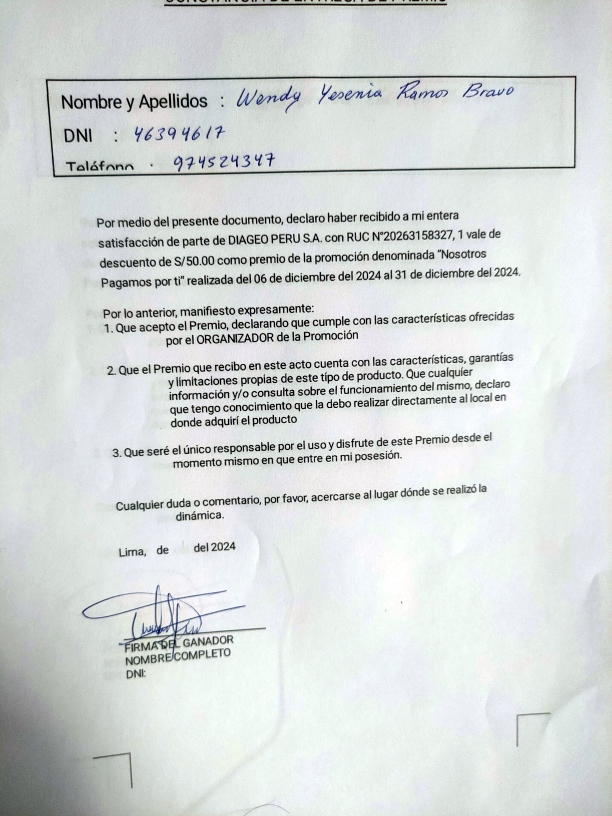 CONSTANCIA DE ENTREGA DE PREMIO
Nombre y Apellidos : Wendy Yesenia Ramos Bravo
DNI : 46394617
Teléfono : 974524347
Por medio del presente documento, declaro haber recibido a mi entera
satisfacción de parte de DIAGEO PERU S.A. con RUC N°20263158327, 1 vale de
descuento de S/50.00 como premio de la promoción denominada "Nosotros
Pagamos por ti" realizada del 06 de diciembre del 2024 al 31 de diciembre del 2024.
Por lo anterior, manifiesto expresamente:
1. Que acepto el Premio, declarando que cumple con las características ofrecidas
por el ORGANIZADOR de la Promoción
2. Que el Premio que recibo en este acto cuenta con las características, garantías
y limitaciones propias de este tipo de producto. Que cualquier
información y/o consulta sobre el funcionamiento del mismo, declaro
que tengo conocimiento que la debo realizar directamente al local en
donde adquirí el producto
3. Que seré el único responsable por el uso y disfrute de este Premio desde el
momento mismo en que entre en mi posesión.
Cualquier duda o comentario, por favor, acercarse al lugar dónde se realizó la
dinámica.
Lima, de del 2024
FIRMA DEL GANADOR
NOMBRE COMPLETO
DNI: